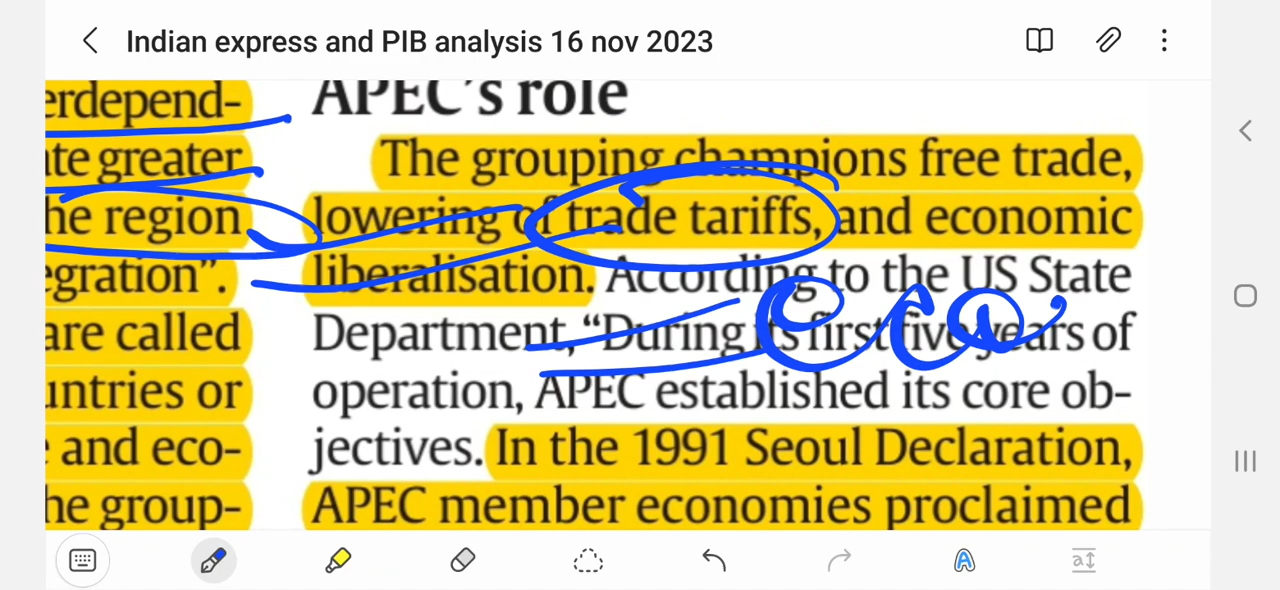 Indian express and PIB analysis 16 nov 2023
erdepend-
te greater
he region
egration".
are called
untries or
and eco-
he group-
APEC's role
The grouping champions free trade,
lowering of trade tariffs, and economic
liberalisation. According to the US State
Department, “During its first five years of
operation, APEC established its core ob-
jectives. In the 1991 Seoul Declaration,
APEC member economies proclaimed